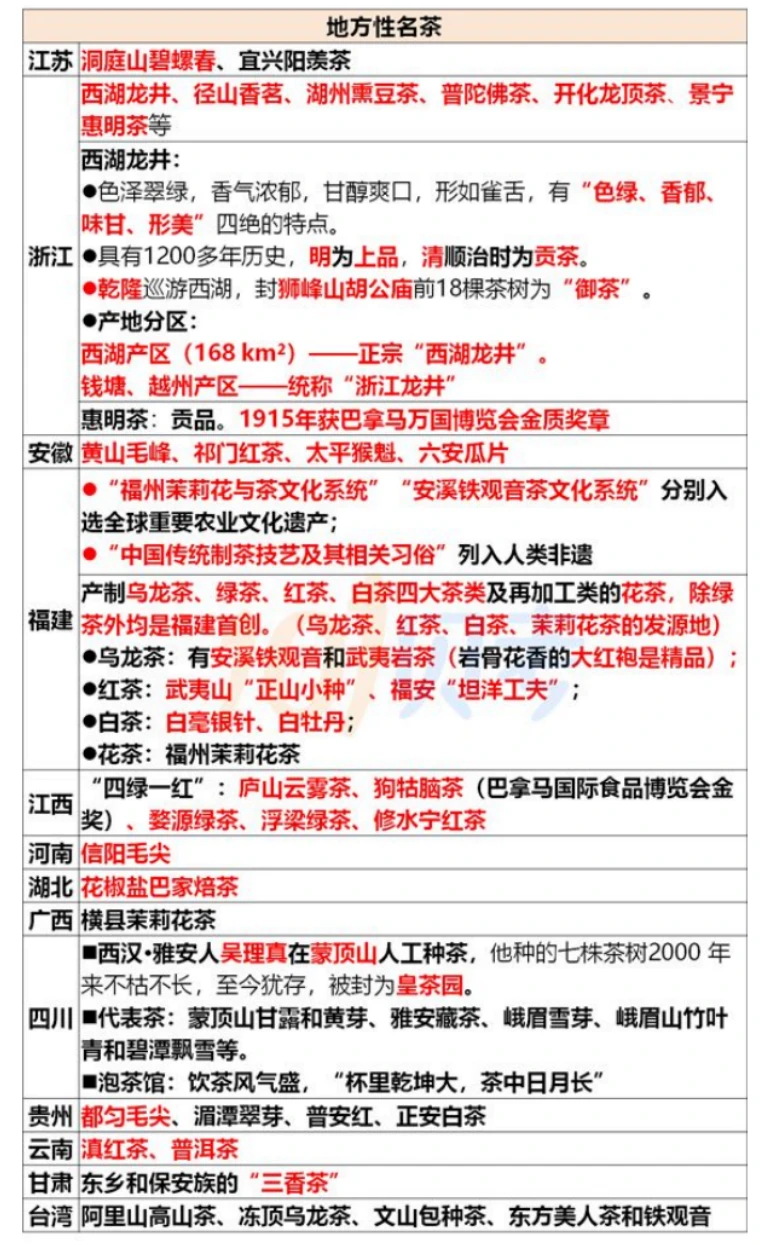 地方性名茶
江苏 洞庭山碧螺春、宜兴阳羡茶
西湖龙井、径山香茗、湖州熏豆茶、普陀佛茶、开化龙顶茶、景宁
惠明茶等
西湖龙井：
●色泽翠绿，香气浓郁，甘醇爽口，形如雀舌，有“色绿、香郁、
味甘、形美”四绝的特点。
浙江 ●具有1200多年历史，明为上品，清顺治时为贡茶。
●乾隆巡游西湖，封狮峰山胡公庙前18棵茶树为“御茶”。
●产地分区：
西湖产区（168 km²）——正宗“西湖龙井”。
钱塘、越州产区——统称“浙江龙井”
惠明茶：贡品。1915年获巴拿马万国博览会金质奖章
安徽 黄山毛峰、祁门红茶、太平猴魁、六安瓜片
●“福州茉莉花与茶文化系统”“安溪铁观音茶文化系统”分别入
选全球重要农业文化遗产；
●“中国传统制茶技艺及其相关习俗”列入人类非遗
产制乌龙茶、绿茶、红茶、白茶四大茶类及再加工类的花茶，除绿
福建 茶外均是福建首创。（乌龙茶、红茶、白茶、茉莉花茶的发源地）
●乌龙茶：有安溪铁观音和武夷岩茶（岩骨花香的大红袍是精品）；
●红茶：武夷山“正山小种”、福安“坦洋工夫”；
●白茶：白毫银针、白牡丹；
●花茶：福州茉莉花茶
江西 “四绿一红”：庐山云雾茶、狗牯脑茶（巴拿马国际食品博览会金
奖）、婺源绿茶、浮梁绿茶、修水宁红茶
河南 信阳毛尖
湖北 花椒盐巴家焙茶
广西 横县茉莉花茶
■西汉·雅安人吴理真在蒙顶山人工种茶，他种的七株茶树2000 年
来不枯不长，至今犹存，被封为皇茶园。
四川 ■代表茶：蒙顶山甘露和黄芽、雅安藏茶、峨眉雪芽、峨眉山竹叶
青和碧潭飘雪等。
■泡茶馆：饮茶风气盛，“杯里乾坤大，茶中日月长”
贵州 都匀毛尖、湄潭翠芽、普安红、正安白茶
云南 滇红茶、普洱茶
甘肃 东乡和保安族的“三香茶”
台湾 阿里山高山茶、冻顶乌龙茶、文山包种茶、东方美人茶和铁观音